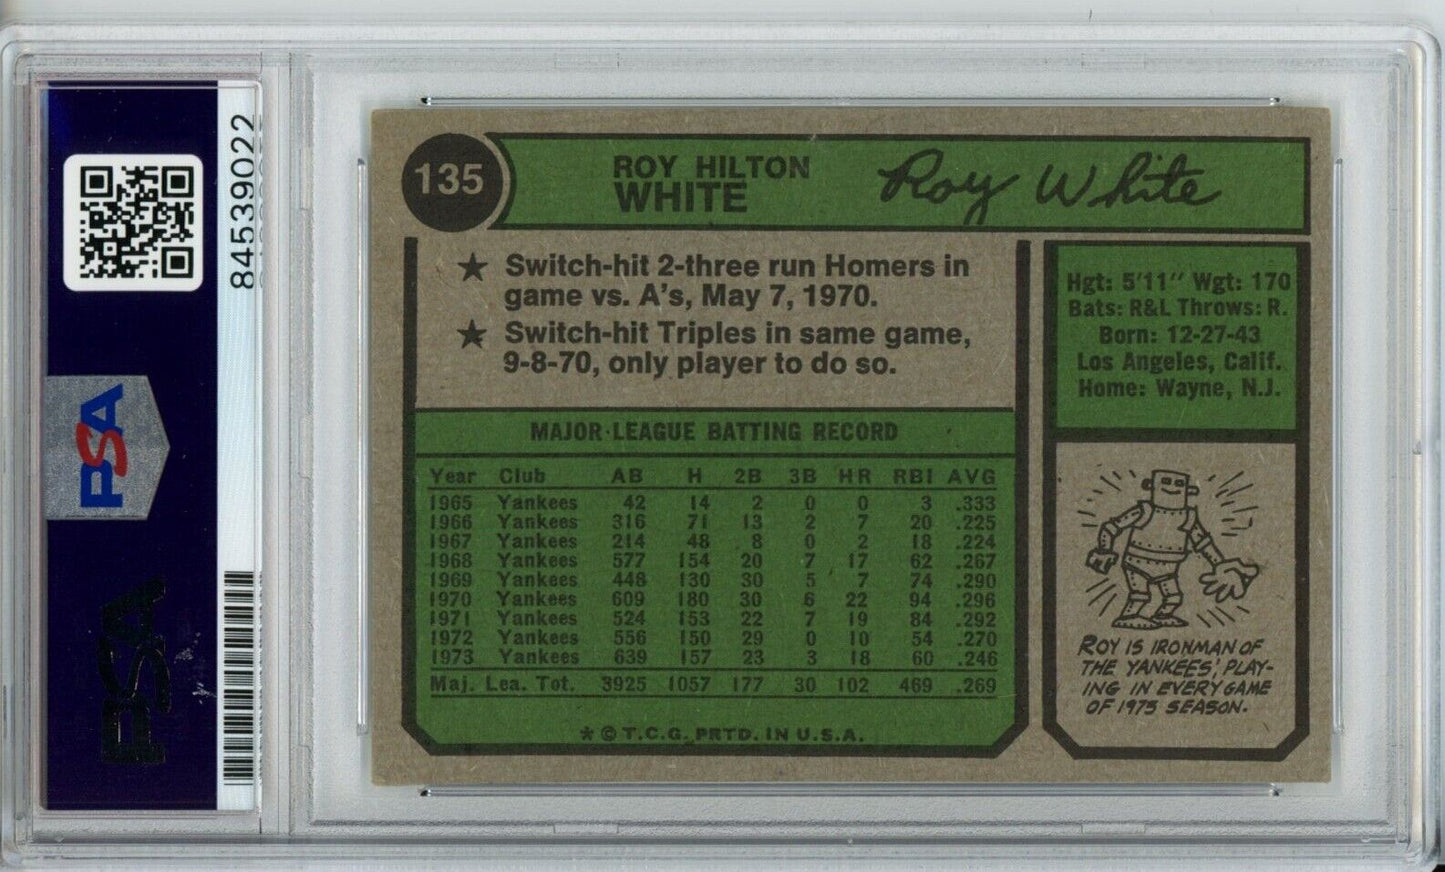 84539022
PSA
PSA
135
ROY HILTON
WHITE
Roy White
★ Switch-hit 2-three run Homers in
game vs. A's, May 7, 1970.
★ Switch-hit Triples in same game,
9-8-70, only player to do so.
Hgt: 5'11" Wgt: 170
Bats: R&L Throws: R.
Born: 12-27-43
Los Angeles, Calif.
Home: Wayne, N.J.
MAJOR LEAGUE BATTING RECORD
Year Club AB H 2B 3B HR RBI AVG
1965 Yankees 42 14 2 0 0 3 .333
1966 Yankees 316 71 13 2 7 20 .225
1967 Yankees 214 48 8 0 2 18 .224
1968 Yankees 577 154 20 7 17 62 .267
1969 Yankees 448 130 30 5 7 74 .290
1970 Yankees 609 180 30 6 22 94 .296
1971 Yankees 524 153 22 7 19 84 .292
1972 Yankees 556 150 29 0 10 54 .270
1973 Yankees 639 157 23 3 18 60 .246
Maj. Lea. Tot. 3925 1057 177 30 102 469 .269
★ © T.C.G. PRTD. IN U.S.A.
ROY IS IRONMAN OF
THE YANKEES, PLAY-
ING IN EVERY GAME
OF 1973 SEASON.